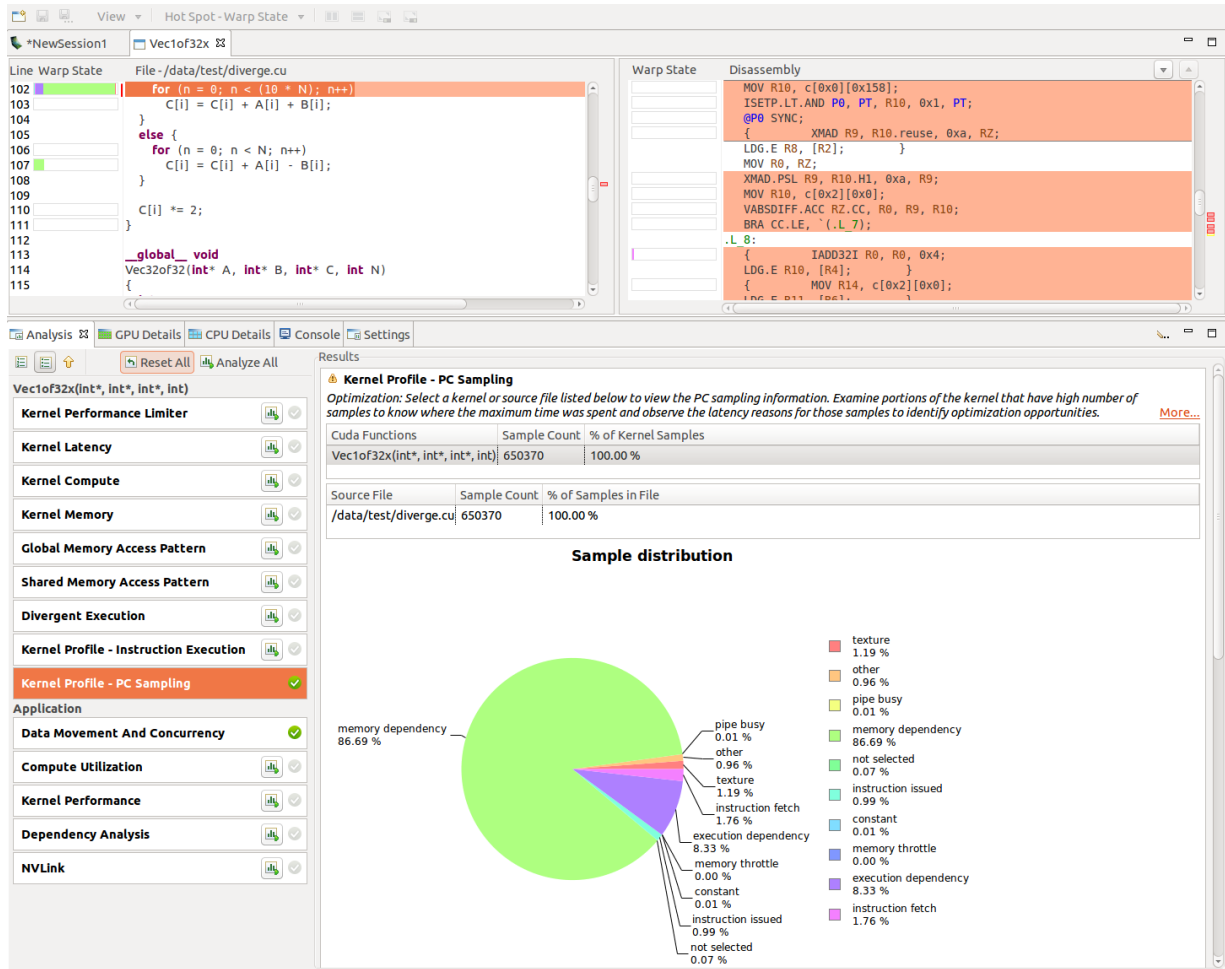 View Hot Spot - Warp State
*NewSession1 Vec1of32x
Line Warp State File - /data/test/diverge.cu
102 for (n = 0; n < (10 * N); n++)
103 C[i] = C[i] + A[i] + B[i];
104 }
105 else {
106 for (n = 0; n < N; n++)
107 C[i] = C[i] + A[i] - B[i];
108 }
109
110 C[i] *= 2;
111 }
112
113 __global__ void
114 Vec32of32(int* A, int* B, int* C, int N)
115 {
Warp State Disassembly
MOV R10, c[0x0][0x158];
ISETP.LT.AND P0, PT, R10, 0x1, PT;
@P0 SYNC;
{ XMAD R9, R10.reuse, 0xa, RZ;
LDG.E R8, [R2]; }
MOV R0, RZ;
XMAD.PSL R9, R10.H1, 0xa, R9;
MOV R10, c[0x2][0x0];
VABSDIFF.ACC RZ.CC, R0, R9, R10;
BRA CC.LE, `(.L_7);
.L_8:
{ IADD32I R0, R0, 0x4;
LDG.E R10, [R4]; }
{ MOV R14, c[0x2][0x0];
LDG.E R11, [R6]; }
Analysis GPU Details CPU Details Console Settings
Reset All Analyze All
Vec1of32x(int*, int*, int*, int)
Kernel Performance Limiter
Kernel Latency
Kernel Compute
Kernel Memory
Global Memory Access Pattern
Shared Memory Access Pattern
Divergent Execution
Kernel Profile - Instruction Execution
Kernel Profile - PC Sampling
Application
Data Movement And Concurrency
Compute Utilization
Kernel Performance
Dependency Analysis
NVLink
Results
Kernel Profile - PC Sampling
Optimization: Select a kernel or source file listed below to view the PC sampling information. Examine portions of the kernel that have high number of
samples to know where the maximum time was spent and observe the latency reasons for those samples to identify optimization opportunities. More...
Cuda Functions Sample Count % of Kernel Samples
Vec1of32x(int*, int*, int*, int) 650370 100.00 %
Source File Sample Count % of Samples in File
/data/test/diverge.cu 650370 100.00 %
Sample distribution
memory dependency
86.69 %
pipe busy
0.01 %
other
0.96 %
texture
1.19 %
instruction fetch
1.76 %
execution dependency
8.33 %
memory throttle
0.00 %
constant
0.01 %
instruction issued
0.99 %
not selected
0.07 %
texture
1.19 %
other
0.96 %
pipe busy
0.01 %
memory dependency
86.69 %
not selected
0.07 %
instruction issued
0.99 %
constant
0.01 %
memory throttle
0.00 %
execution dependency
8.33 %
instruction fetch
1.76 %